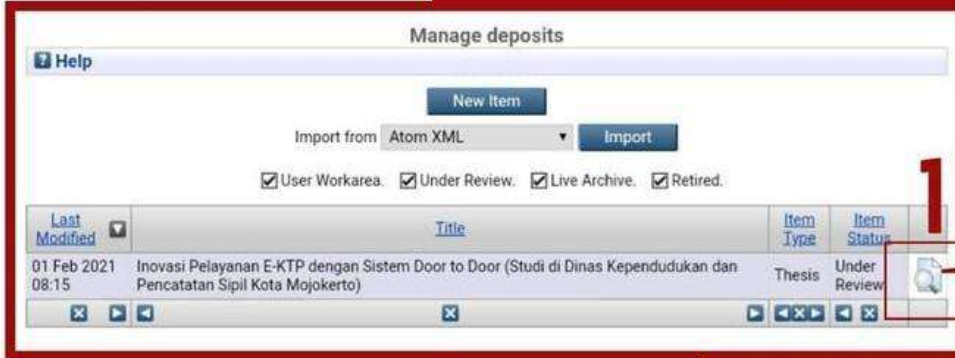 Manage deposits
Help
New Item
Import from Atom XML Import
User Workarea. Under Review. Live Archive. Retired.
Last Modified Title Item Type Item Status
01 Feb 2021 08:15 Inovasi Pelayanan E-KTP dengan Sistem Door to Door (Studi di Dinas Kependudukan dan Pencatatan Sipil Kota Mojokerto) Thesis Under Review
1